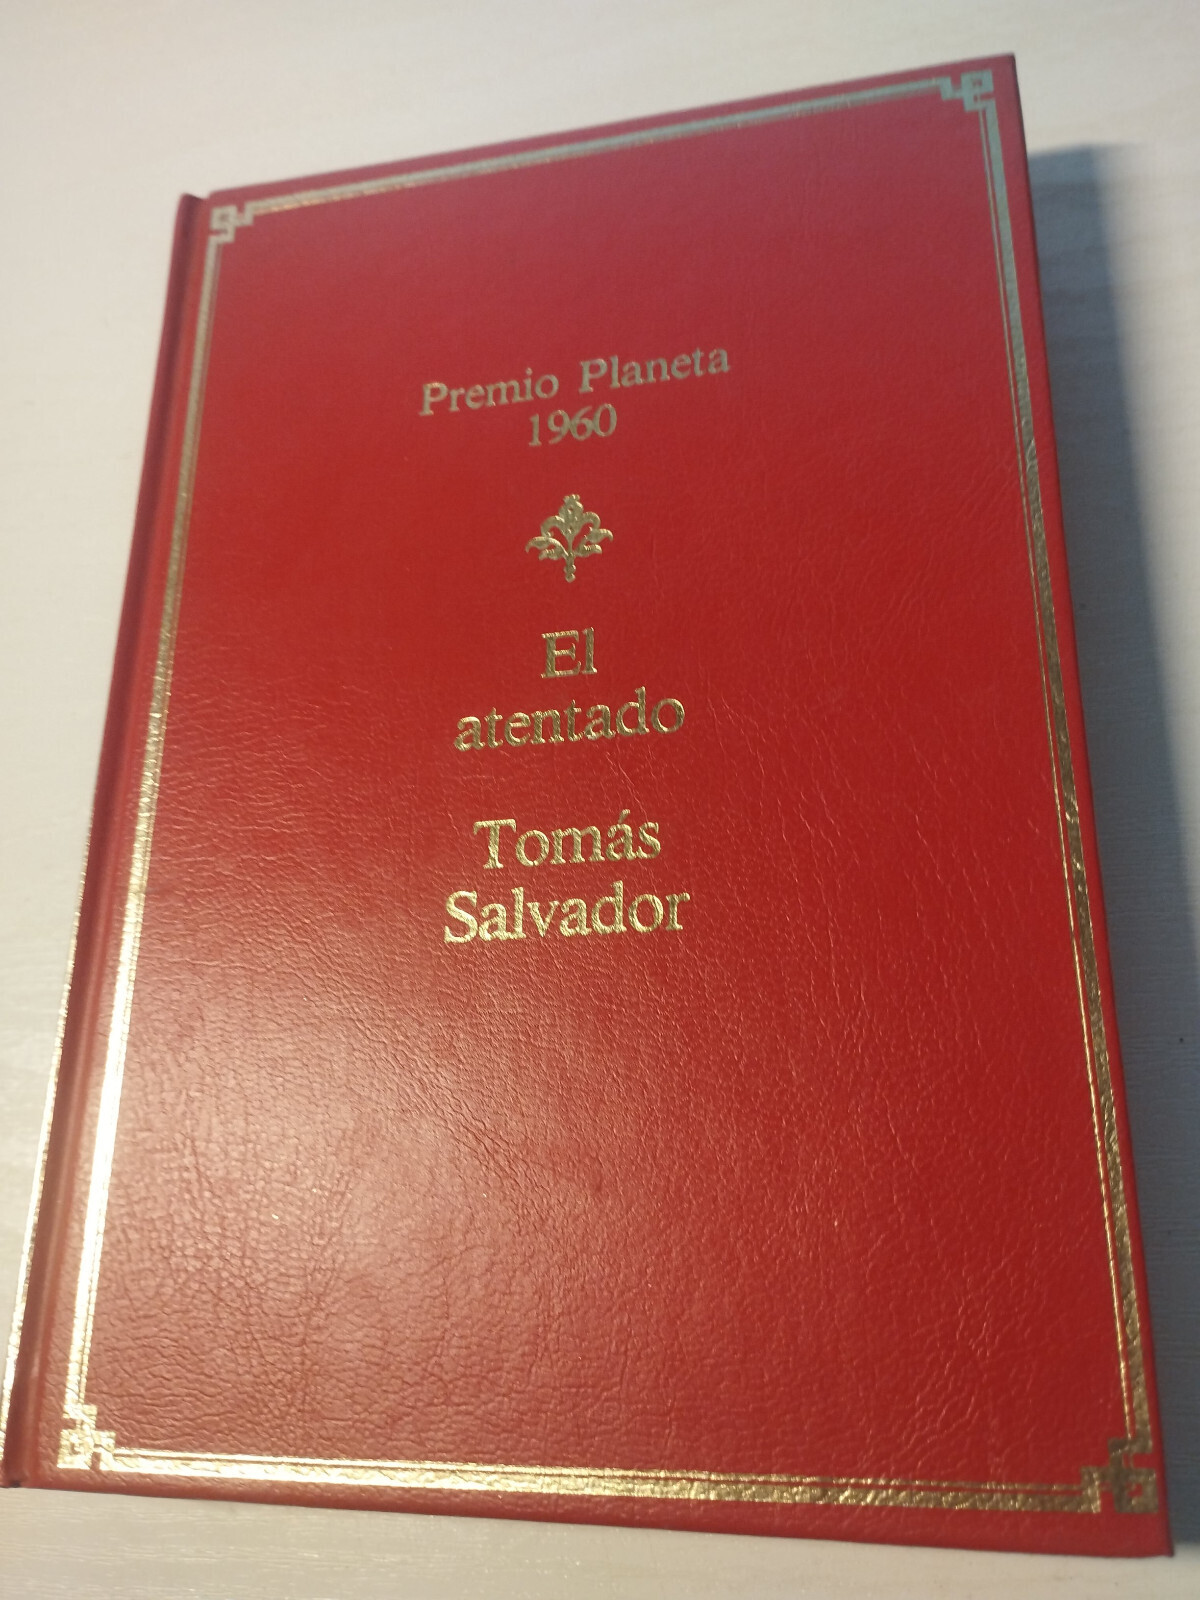 Premio Planeta
1960
El
atentado
Tomás
Salvador